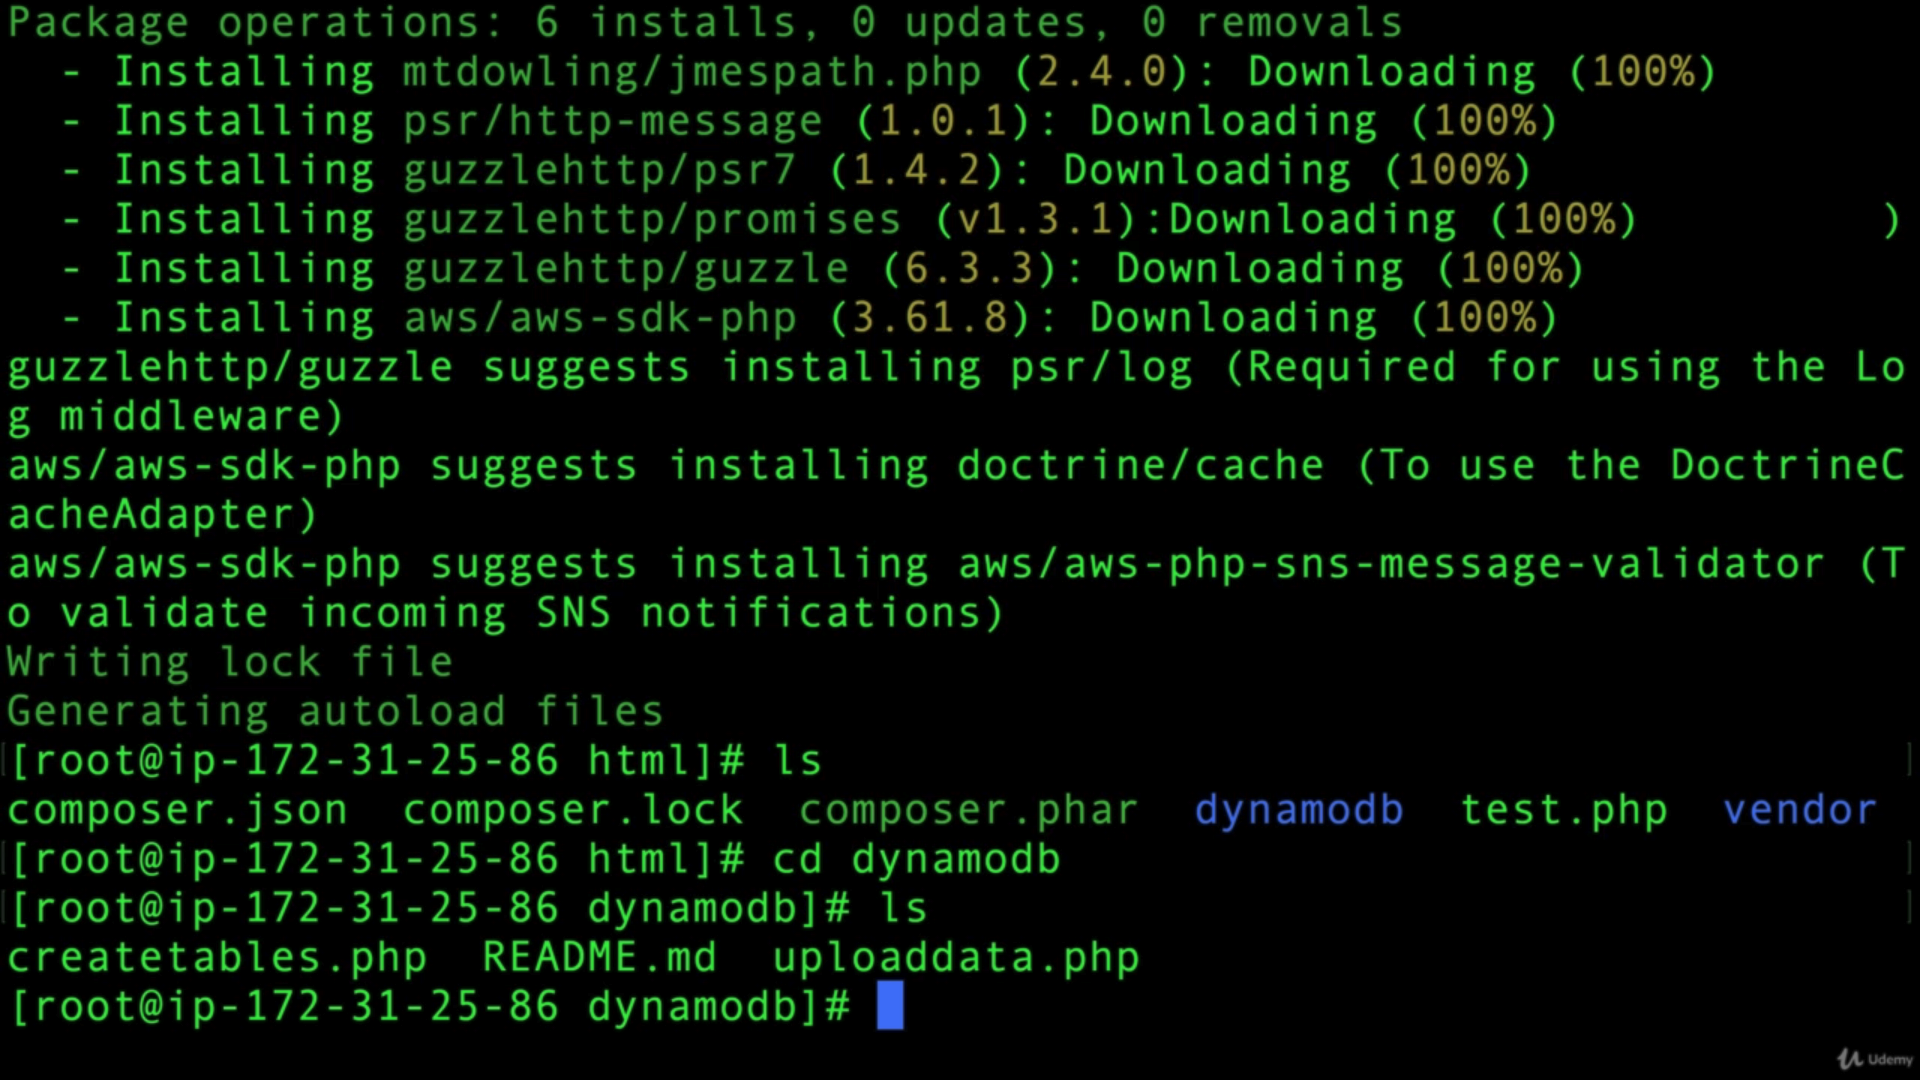 Package operations: 6 installs, 0 updates, 0 removals
  - Installing mtdowling/jmespath.php (2.4.0): Downloading (100%)
  - Installing psr/http-message (1.0.1): Downloading (100%)
  - Installing guzzlehttp/psr7 (1.4.2): Downloading (100%)
  - Installing guzzlehttp/promises (v1.3.1):Downloading (100%)         )
  - Installing guzzlehttp/guzzle (6.3.3): Downloading (100%)
  - Installing aws/aws-sdk-php (3.61.8): Downloading (100%)
guzzlehttp/guzzle suggests installing psr/log (Required for using the Lo
g middleware)
aws/aws-sdk-php suggests installing doctrine/cache (To use the DoctrineC
acheAdapter)
aws/aws-sdk-php suggests installing aws/aws-php-sns-message-validator (T
o validate incoming SNS notifications)
Writing lock file
Generating autoload files
[[root@ip-172-31-25-86 html]# ls ]
composer.json  composer.lock  composer.phar  dynamodb  test.php  vendor
[[root@ip-172-31-25-86 html]# cd dynamodb ]
[[root@ip-172-31-25-86 dynamodb]# ls ]
createtables.php  README.md  uploaddata.php
[root@ip-172-31-25-86 dynamodb]#
Udemy